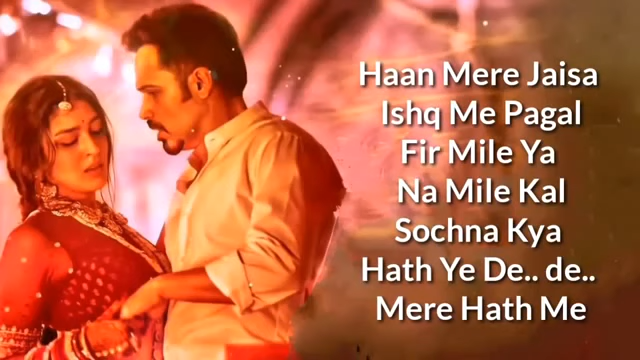 Haan Mere Jaisa
Ishq Me Pagal
Fir Mile Ya
Na Mile Kal
Sochna Kya
Hath Ye De.. de..
Mere Hath Me